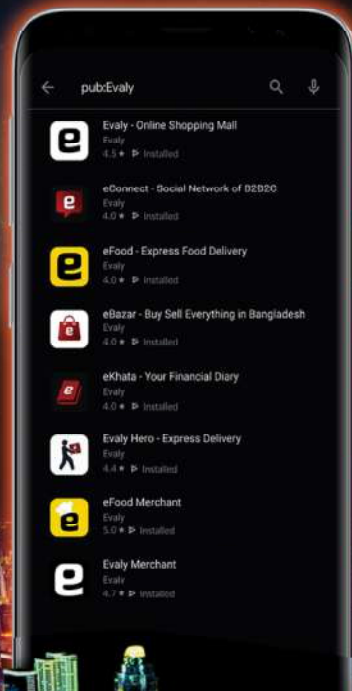 pub:Evaly
Evaly - Online Shopping Mall
Evaly
4.5 ★ Installed
eConnect - Social Network of B2B2C
Evaly
4.0 ★ Installed
eFood - Express Food Delivery
Evaly
4.0 ★ Installed
eBazar - Buy Sell Everything in Bangladesh
Evaly
4.0 ★ Installed
eKhata - Your Financial Diary
Evaly
4.0 ★ Installed
Evaly Hero - Express Delivery
Evaly
4.4 ★ Installed
eFood Merchant
Evaly
5.0 ★ Installed
Evaly Merchant
Evaly
4.7 ★ Installed